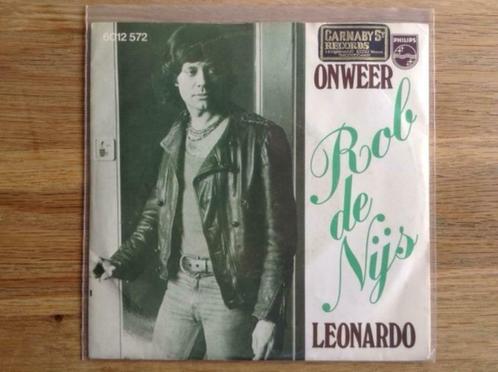 6012 572
CARNABY ST
RECORDS
PHILIPS
ONWEER
Rob
de
Nijs
LEONARDO